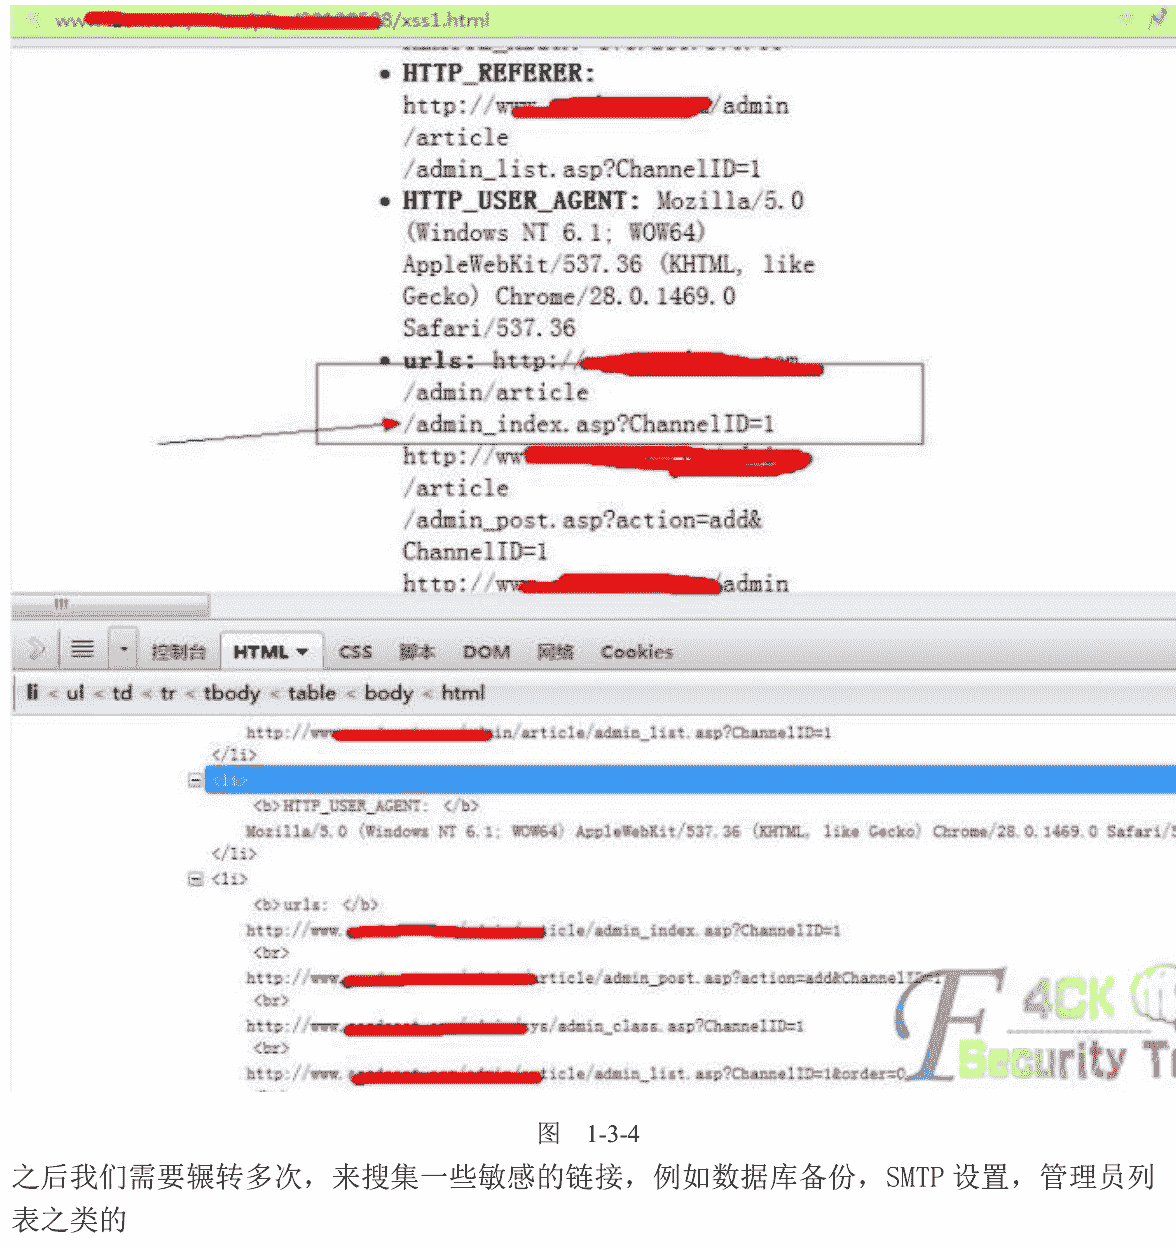 /xss1.html
• HTTP_REFERER:
http://ww /admin
/article
/admin_list.asp?ChannelID=1
• HTTP_USER_AGENT: Mozilla/5.0
(Windows NT 6.1; WOW64)
AppleWebKit/537.36 (KHTML, like
Gecko) Chrome/28.0.1469.0
Safari/537.36
• urls: http://
/admin/article
/admin_index.asp?ChannelID=1
http://ww
/article
/admin_post.asp?action=add&
ChannelID=1
http://ww /admin
控制台 HTML CSS 脚本 DOM 网络 Cookies
li < ul < td < tr < tbody < table < body < html
http://www in/article/admin_list.asp?ChannelID=1
</li>
<li>
<b>HTTP_USER_AGENT: </b>
Mozilla/5.0 (Windows NT 6.1; WOW64) AppleWebKit/537.36 (KHTML, like Gecko) Chrome/28.0.1469.0 Safari/5
</li>
<li>
<b>urls: </b>
http://www. icle/admin_index.asp?ChannelID=1
<br>
http://www. article/admin_post.asp?action=add&ChannelID=1
<br>
http://www. sys/admin_class.asp?ChannelID=1
<br>
http://www. ticle/admin_list.asp?ChannelID=1&order=0
F4CK
Security T
图 1-3-4
之后我们需要辗转多次，来搜集一些敏感的链接，例如数据库备份，SMTP 设置，管理员列
表之类的